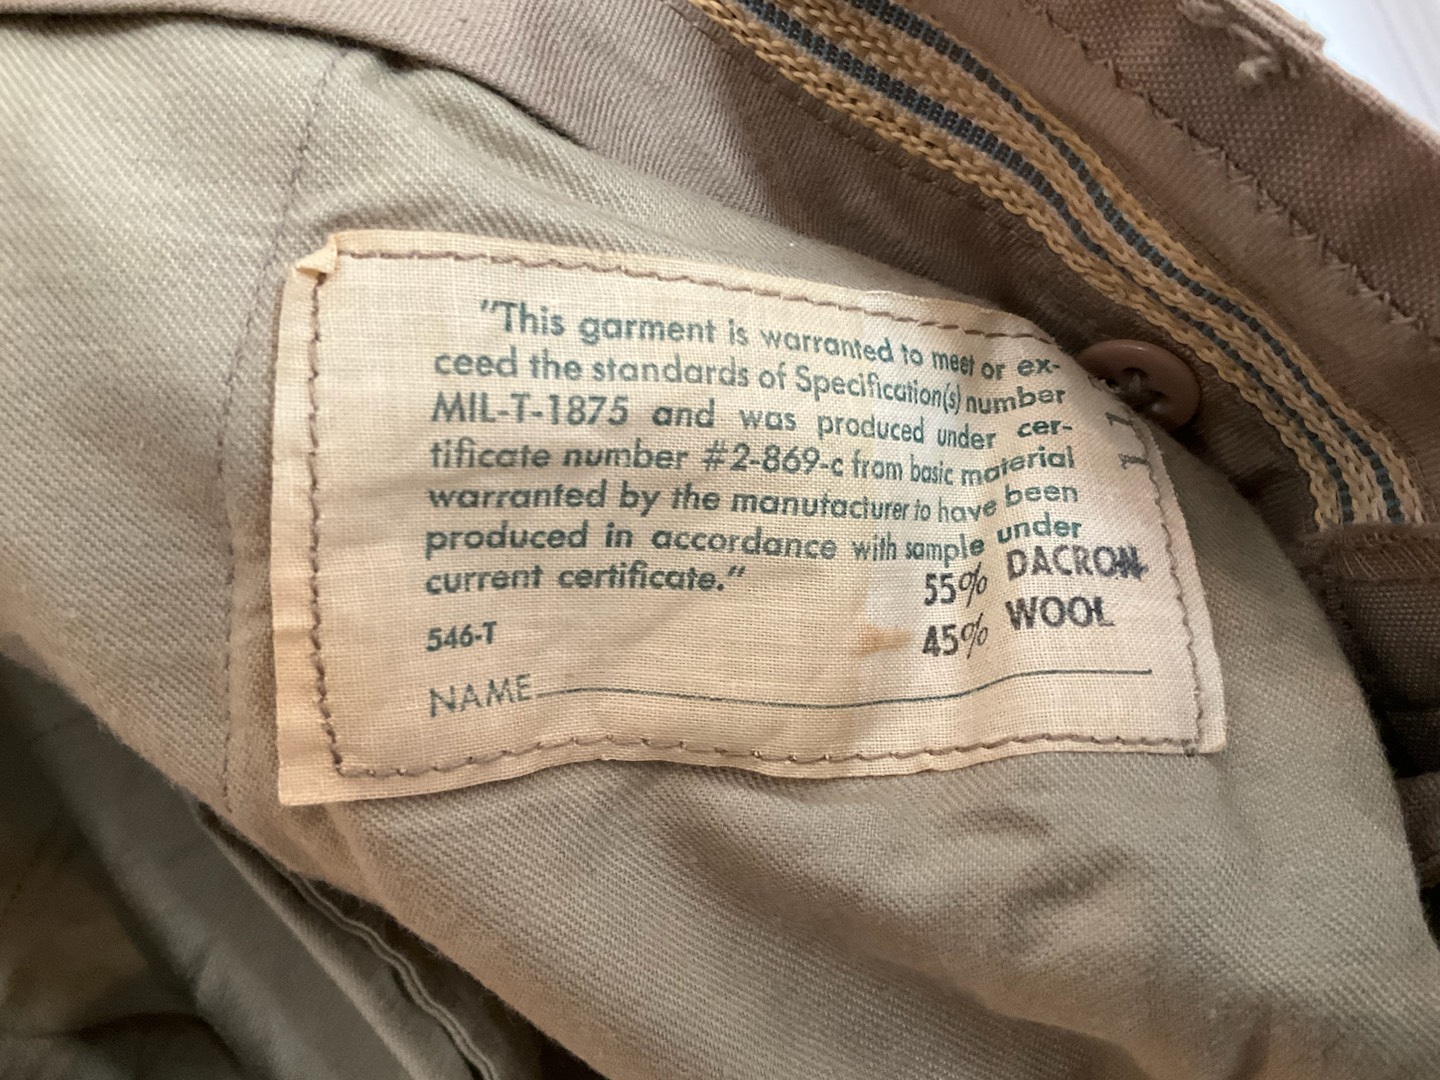 "This garment is warranted to meet or ex-
ceed the standards of Specification(s) number
MIL-T-1875 and was produced under cer-
tificate number #2-869-c from basic material
warranted by the manufacturer to have been
produced in accordance with sample under
current certificate."
55% DACRON
45% WOOL
546-T
NAME